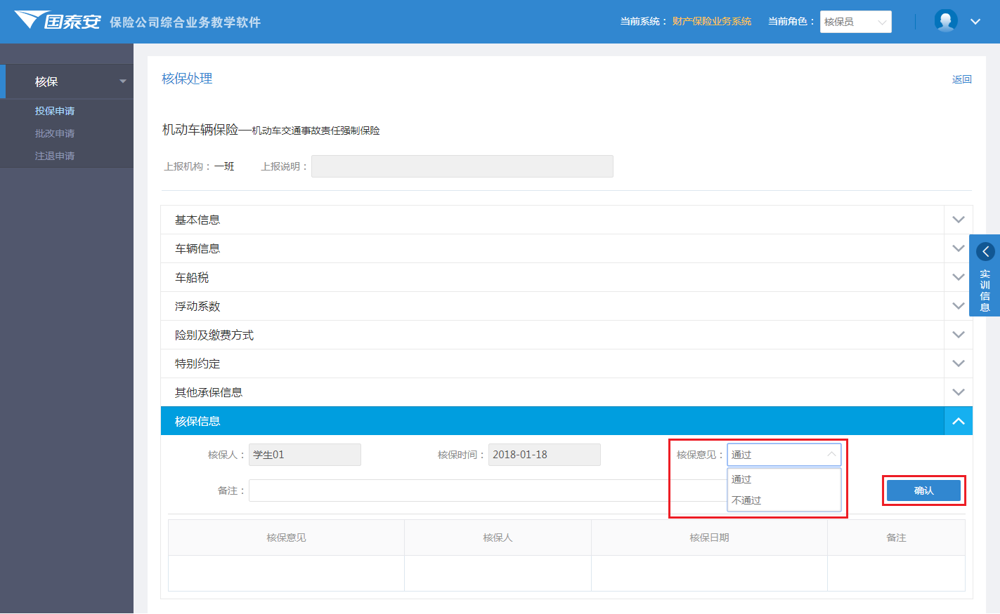 国泰安 保险公司综合业务教学软件
当前系统： 财产保险业务系统 当前角色： 核保员
核保
投保申请
批改申请
注退申请
核保处理
返回
机动车辆保险—机动车交通事故责任强制保险
上报机构： 一班 上报说明：
基本信息
车辆信息
车船税
浮动系数
险别及缴费方式
特别约定
其他承保信息
核保信息
核保人： 学生01 核保时间： 2018-01-18 核保意见： 通过
通过
不通过
备注：
确认
核保意见 核保人 核保日期 备注
实训信息